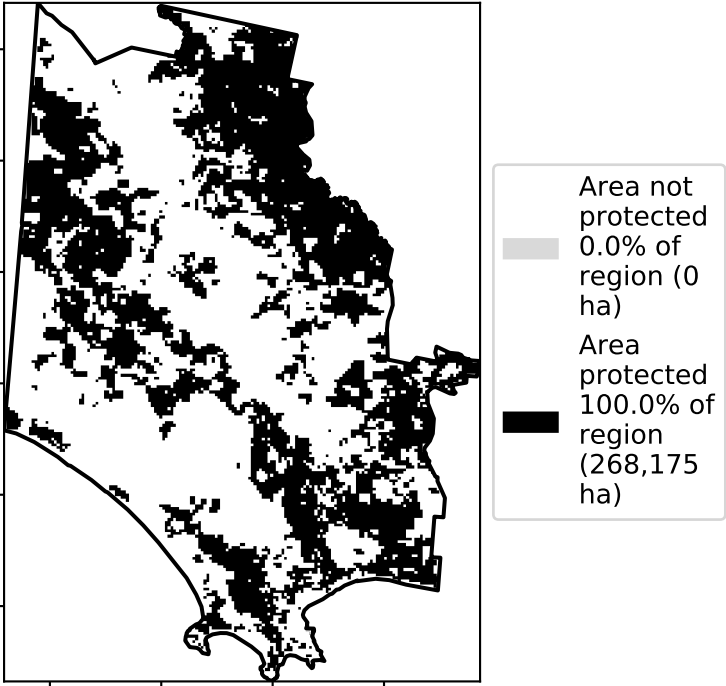 Area not
protected
0.0% of
region (0
ha)
Area
protected
100.0% of
region
(268,175
ha)